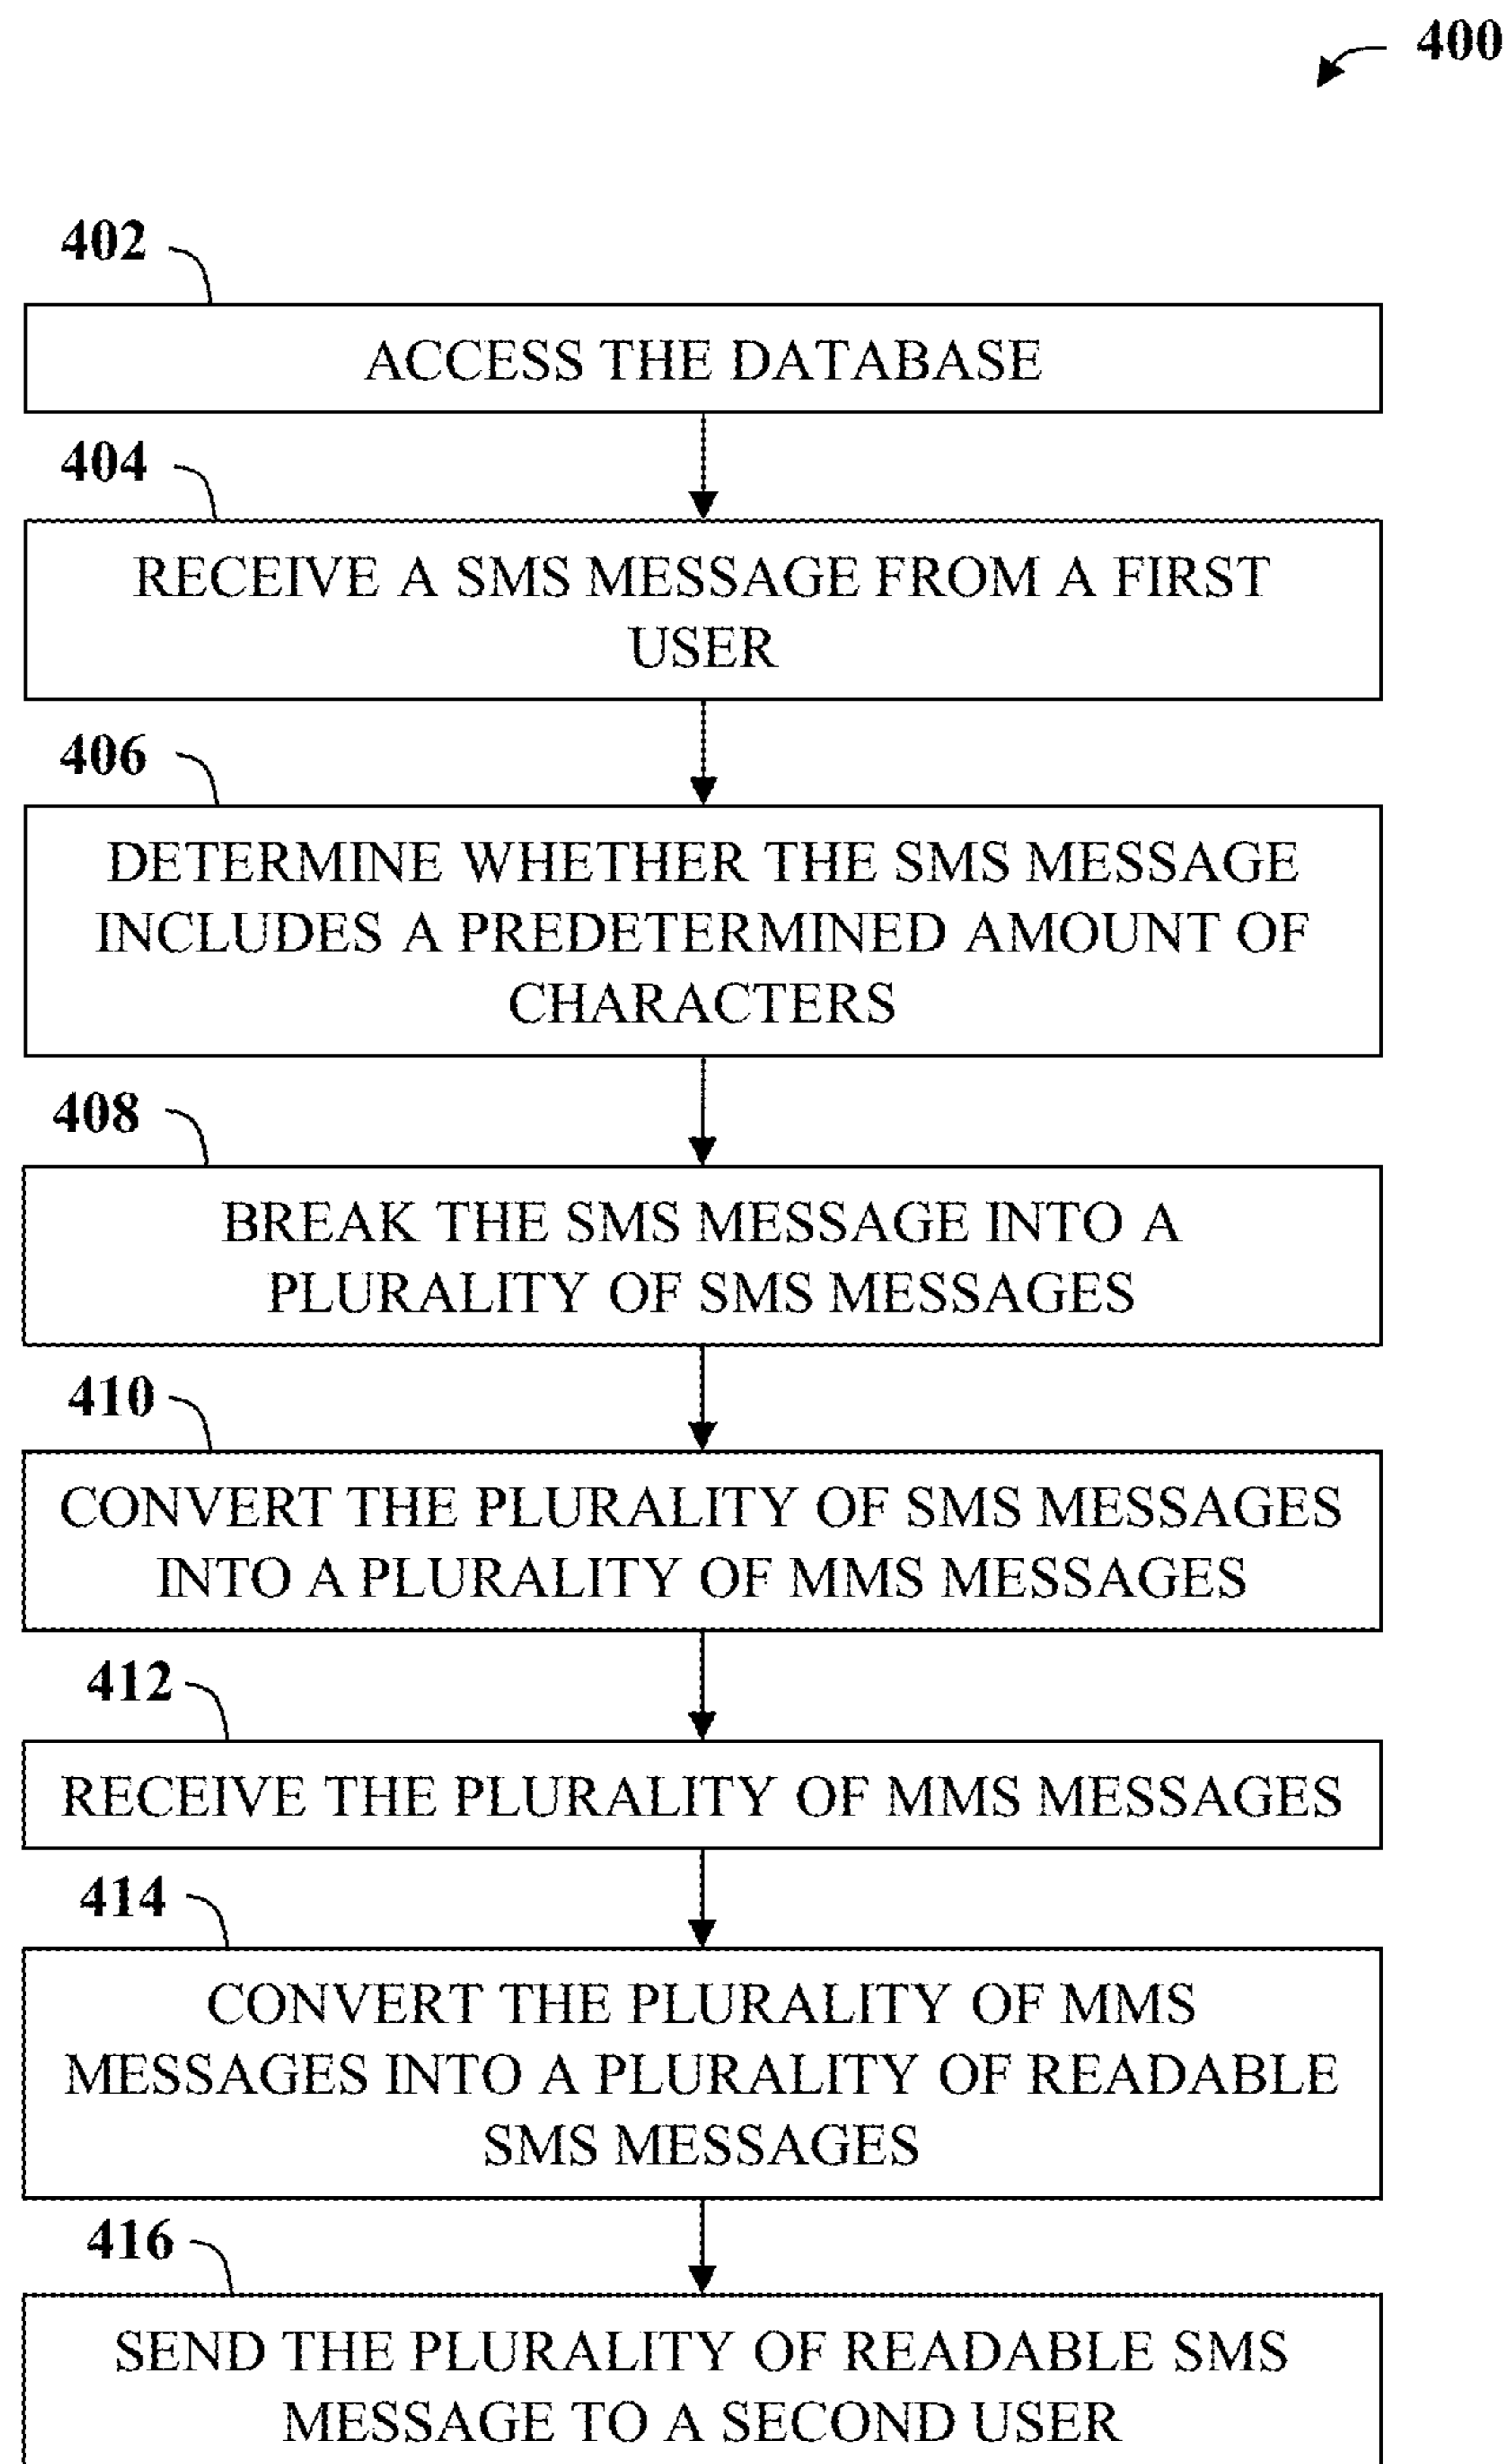 400
402
ACCESS THE DATABASE
404
RECEIVE A SMS MESSAGE FROM A FIRST
USER
406
DETERMINE WHETHER THE SMS MESSAGE
INCLUDES A PREDETERMINED AMOUNT OF
CHARACTERS
408
BREAK THE SMS MESSAGE INTO A
PLURALITY OF SMS MESSAGES
410
CONVERT THE PLURALITY OF SMS MESSAGES
INTO A PLURALITY OF MMS MESSAGES
412
RECEIVE THE PLURALITY OF MMS MESSAGES
414
CONVERT THE PLURALITY OF MMS
MESSAGES INTO A PLURALITY OF READABLE
SMS MESSAGES
416
SEND THE PLURALITY OF READABLE SMS
MESSAGE TO A SECOND USER